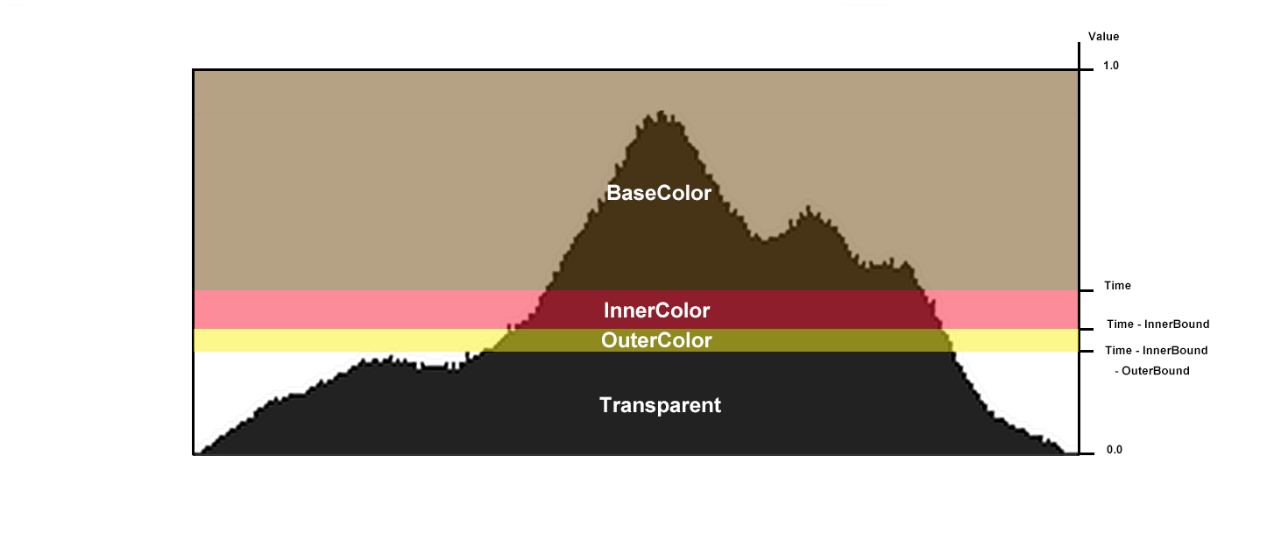 Value
1.0
BaseColor
Time
InnerColor
Time - InnerBound
OuterColor
Time - InnerBound
- OuterBound
Transparent
0.0